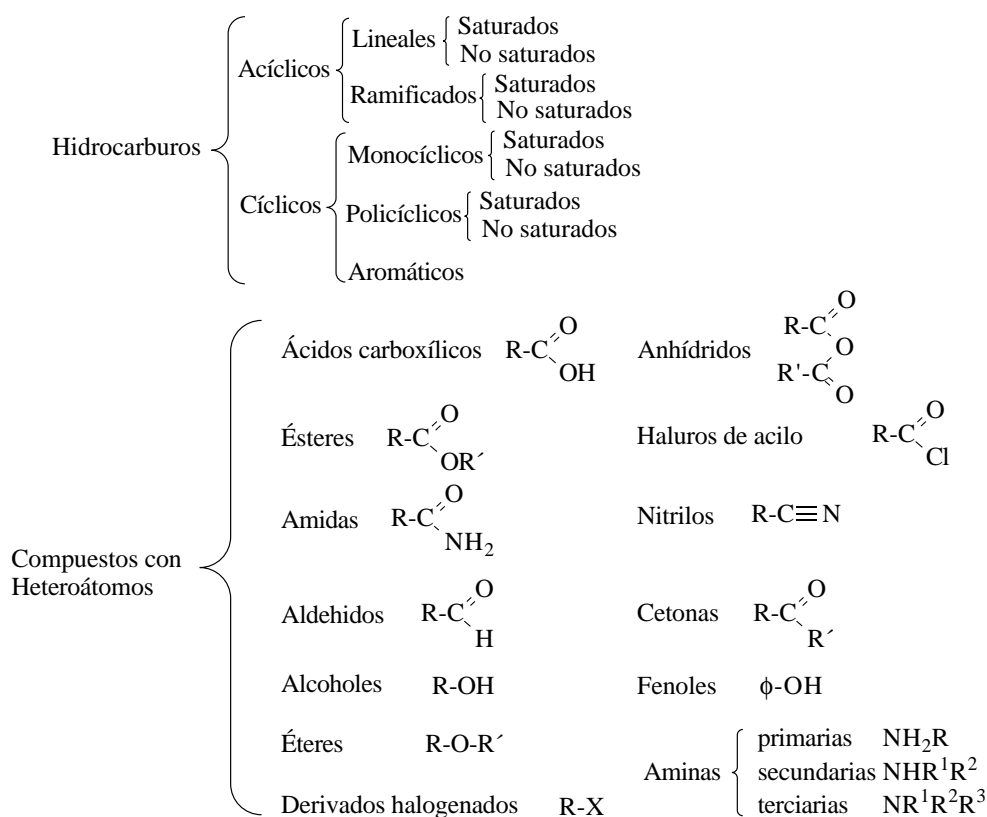 Hidrocarburos
Acíclicos
Lineales
Saturados
No saturados
Ramificados
Saturados
No saturados
Cíclicos
Monocíclicos
Saturados
No saturados
Policíclicos
Saturados
No saturados
Aromáticos
Compuestos con
Heteroátomos
Ácidos carboxílicos R-C O OH
Anhídridos R-C O O R'-C O
Ésteres R-C O OR´
Haluros de acilo R-C O Cl
Amidas R-C O NH₂
Nitrilos R-C≡N
Aldehidos R-C O H
Cetonas R-C O R´
Alcoholes R-OH
Fenoles ϕ-OH
Éteres R-O-R´
Aminas
primarias NH₂R
secundarias NHR¹R²
terciarias NR¹R²R³
Derivados halogenados R-X